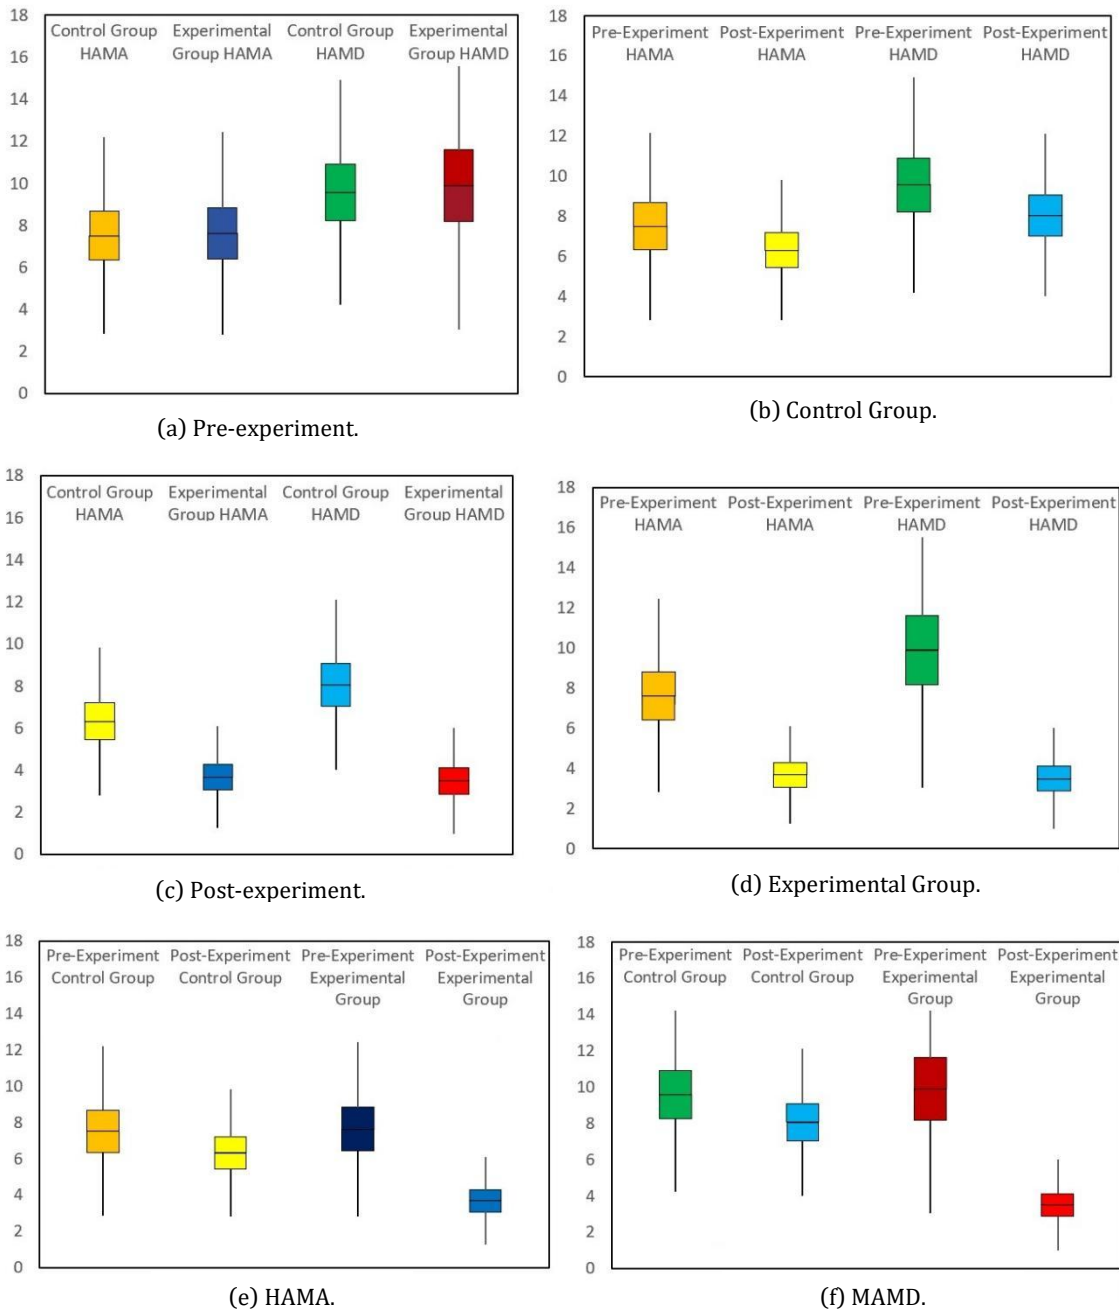 18
16
14
12
10
8
6
4
2
0
Control Group
HAMA
Experimental
Group HAMA
Control Group
HAMD
Experimental
Group HAMD
(a) Pre-experiment.
18
16
14
12
10
8
6
4
2
0
Pre-Experiment
HAMA
Post-Experiment
HAMA
Pre-Experiment
HAMD
Post-Experiment
HAMD
(b) Control Group.
18
16
14
12
10
8
6
4
2
0
Control Group
HAMA
Experimental
Group HAMA
Control Group
HAMD
Experimental
Group HAMD
(c) Post-experiment.
18
16
14
12
10
8
6
4
2
0
Pre-Experiment
HAMA
Post-Experiment
HAMA
Pre-Experiment
HAMD
Post-Experiment
HAMD
(d) Experimental Group.
18
16
14
12
10
8
6
4
2
0
Pre-Experiment
Control Group
Post-Experiment
Control Group
Pre-Experiment
Experimental
Group
Post-Experiment
Experimental
Group
(e) HAMA.
18
16
14
12
10
8
6
4
2
0
Pre-Experiment
Control Group
Post-Experiment
Control Group
Pre-Experiment
Experimental
Group
Post-Experiment
Experimental
Group
(f) MAMD.